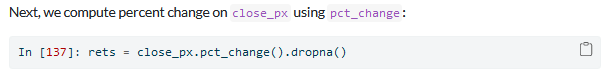 Next, we compute percent change on close_px using pct_change:
In [137]: rets = close_px.pct_change().dropna()